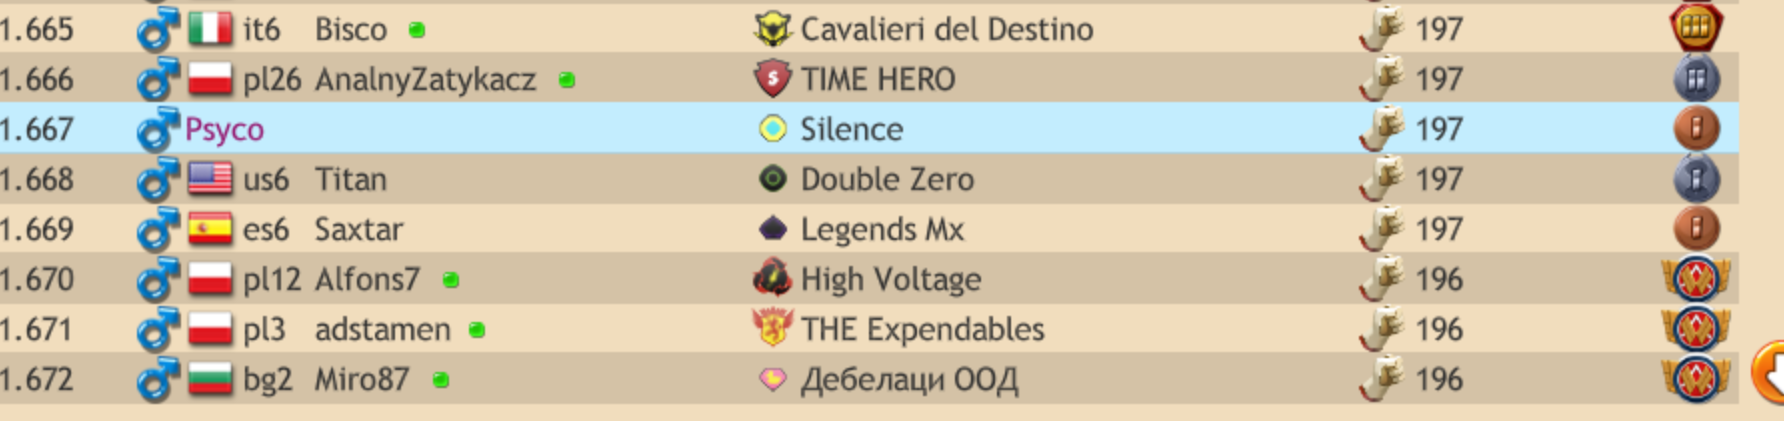 1.665 it6 Bisco Cavalieri del Destino 197
1.666 pl26 AnalnyZatykacz TIME HERO 197
1.667 Psyco Silence 197
1.668 us6 Titan Double Zero 197
1.669 es6 Saxtar Legends Mx 197
1.670 pl12 Alfons7 High Voltage 196
1.671 pl3 adstamen THE Expendables 196
1.672 bg2 Miro87 Дебелаци ООД 196